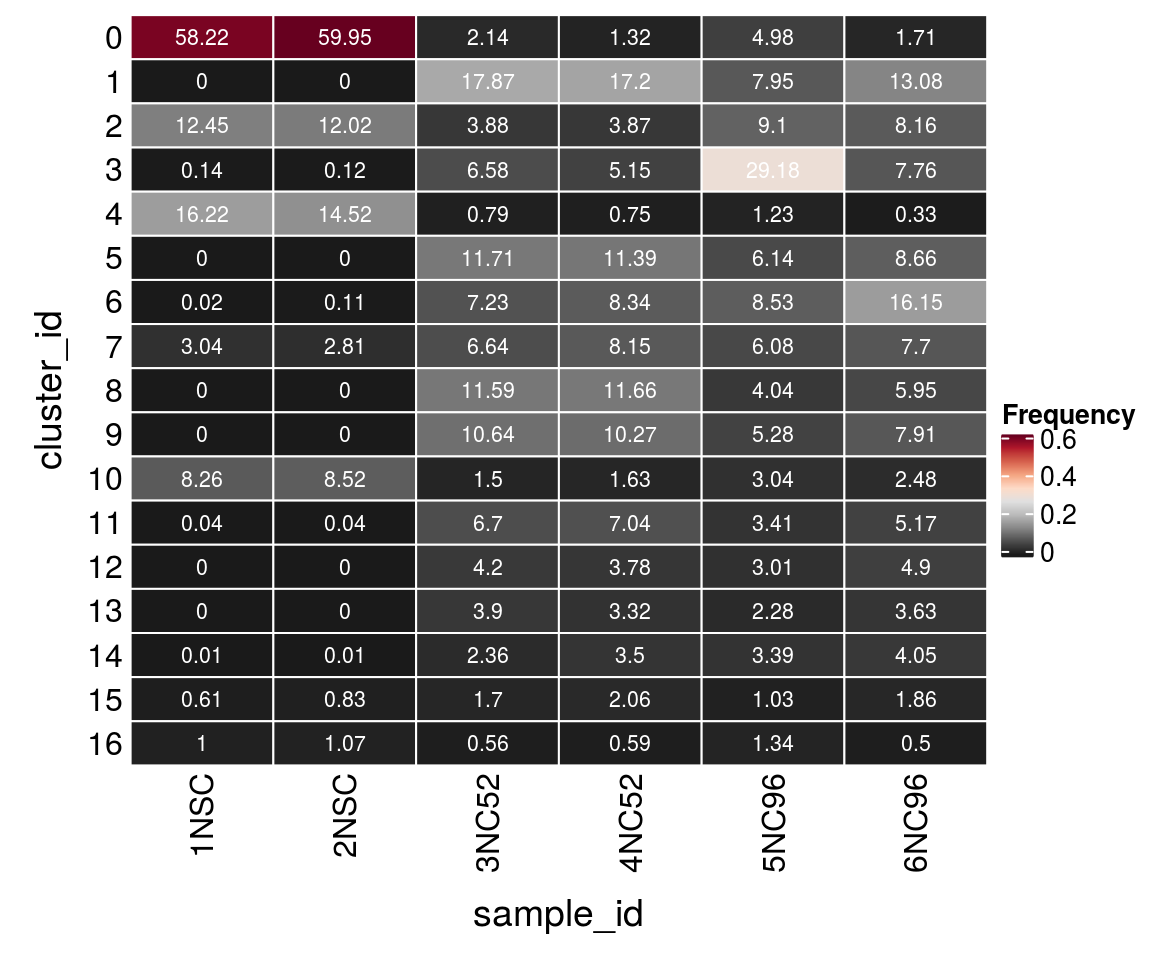 0 58.22 59.95 2.14 1.32 4.98 1.71
1 0 0 17.87 17.2 7.95 13.08
2 12.45 12.02 3.88 3.87 9.1 8.16
3 0.14 0.12 6.58 5.15 29.18 7.76
4 16.22 14.52 0.79 0.75 1.23 0.33
5 0 0 11.71 11.39 6.14 8.66
6 0.02 0.11 7.23 8.34 8.53 16.15
7 3.04 2.81 6.64 8.15 6.08 7.7
8 0 0 11.59 11.66 4.04 5.95
9 0 0 10.64 10.27 5.28 7.91
10 8.26 8.52 1.5 1.63 3.04 2.48
11 0.04 0.04 6.7 7.04 3.41 5.17
12 0 0 4.2 3.78 3.01 4.9
13 0 0 3.9 3.32 2.28 3.63
14 0.01 0.01 2.36 3.5 3.39 4.05
15 0.61 0.83 1.7 2.06 1.03 1.86
16 1 1.07 0.56 0.59 1.34 0.5
1NSC 2NSC 3NC52 4NC52 5NC96 6NC96
sample_id
cluster_id
Frequency
0.6
0.4
0.2
0